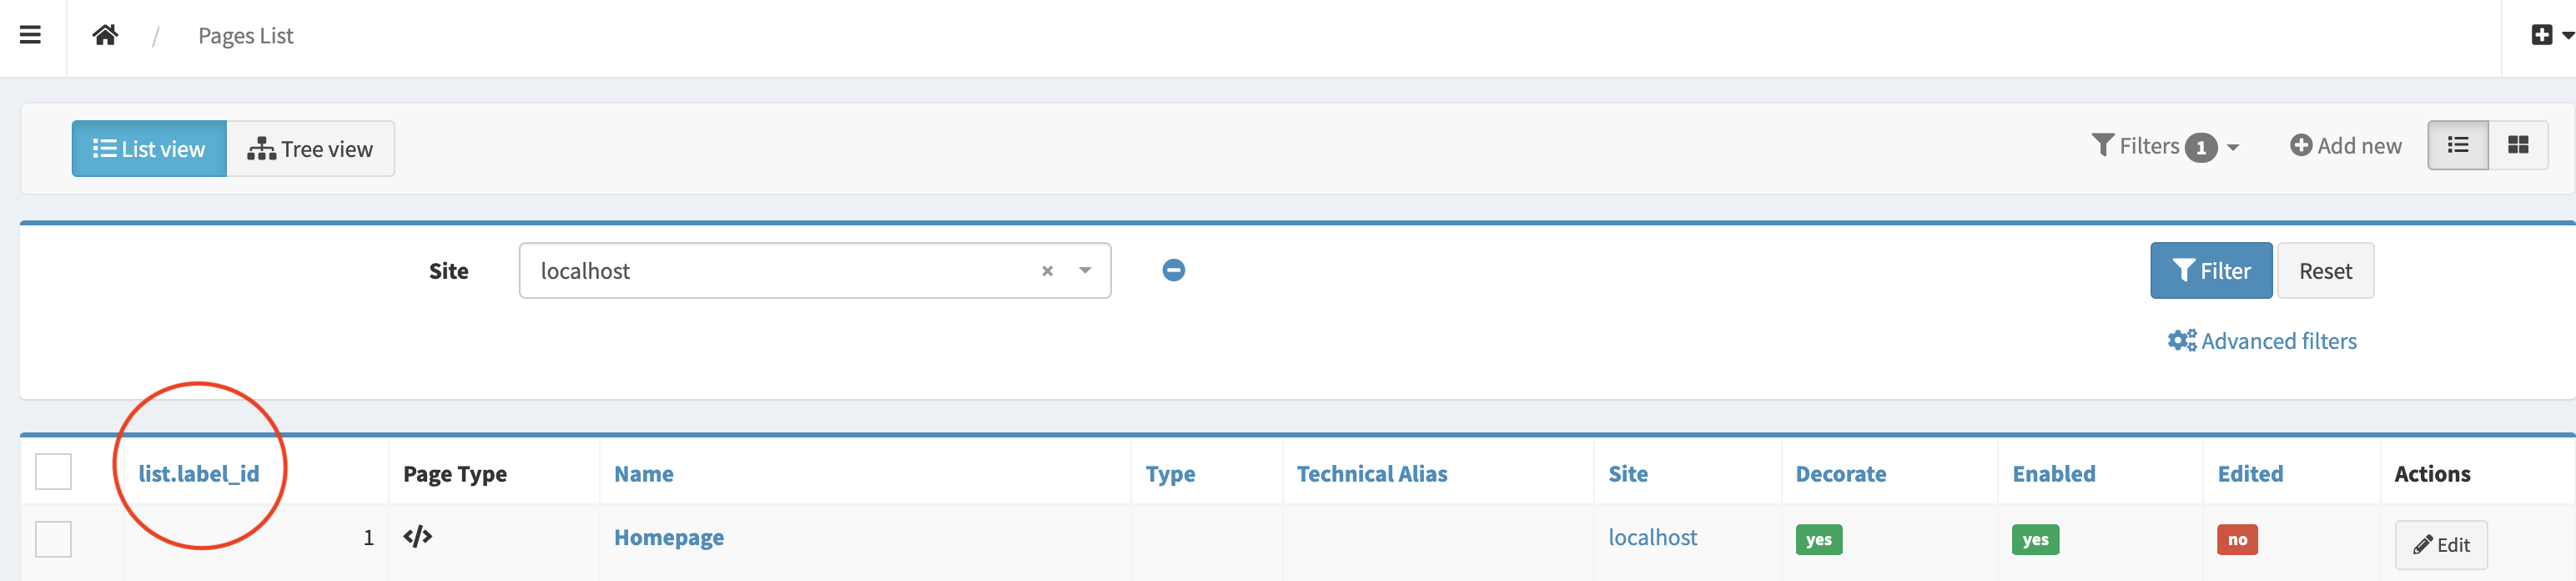 / Pages List
List view Tree view Filters 1 Add new
Site localhost × Filter Reset
Advanced filters
list.label_id Page Type Name Type Technical Alias Site Decorate Enabled Edited Actions
1 </> Homepage localhost yes yes no Edit